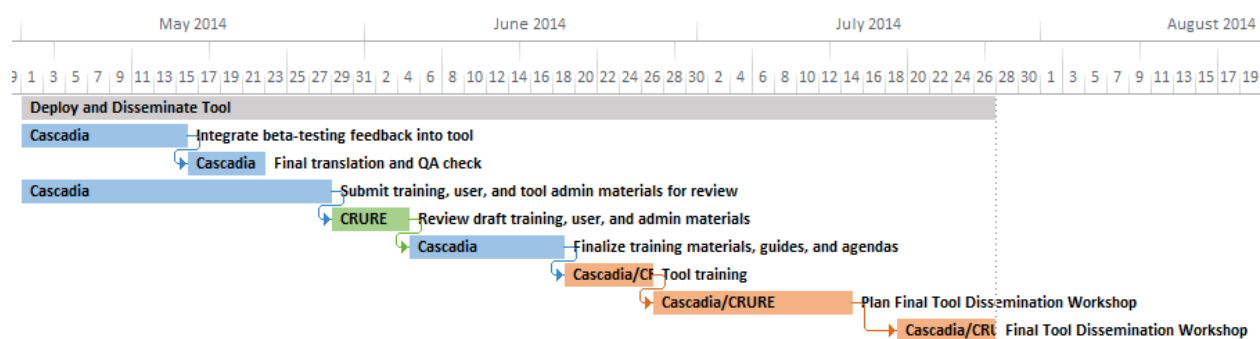 May 2014 June 2014 July 2014 August 2014
9 1 3 5 7 9 11 13 15 17 19 21 23 25 27 29 31 2 4 6 8 10 12 14 16 18 20 22 24 26 28 30 2 4 6 8 10 12 14 16 18 20 22 24 26 28 30 1 3 5 7 9 11 13 15 17 19
Deploy and Disseminate Tool
Cascadia Integrate beta-testing feedback into tool
Cascadia Final translation and QA check
Cascadia Submit training, user, and tool admin materials for review
CRURE Review draft training, user, and admin materials
Cascadia Finalize training materials, guides, and agendas
Cascadia/CR Tool training
Cascadia/CRURE Plan Final Tool Dissemination Workshop
Cascadia/CRU Final Tool Dissemination Workshop